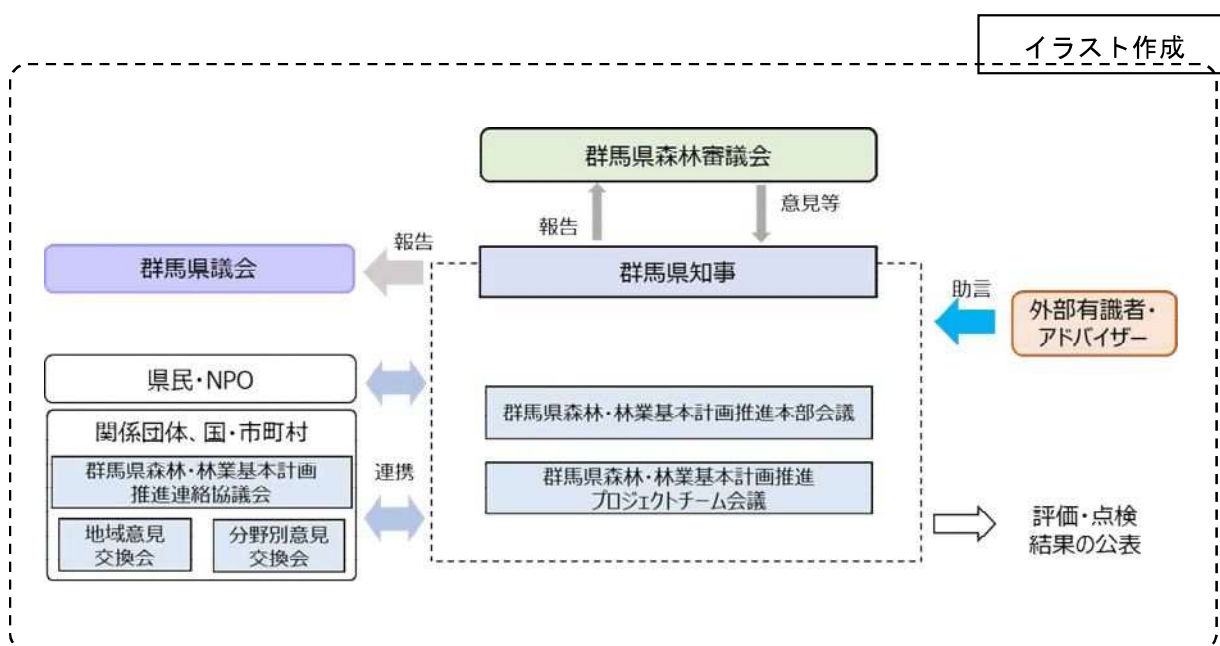 イラスト作成
群馬県森林審議会
報告
意見等
群馬県議会
報告
群馬県知事
助言
外部有識者・
アドバイザー
県民・NPO
関係団体、国・市町村
群馬県森林・林業基本計画
推進連絡協議会
地域意見
交換会
分野別意見
交換会
連携
群馬県森林・林業基本計画推進本部会議
群馬県森林・林業基本計画推進
プロジェクトチーム会議
評価・点検
結果の公表